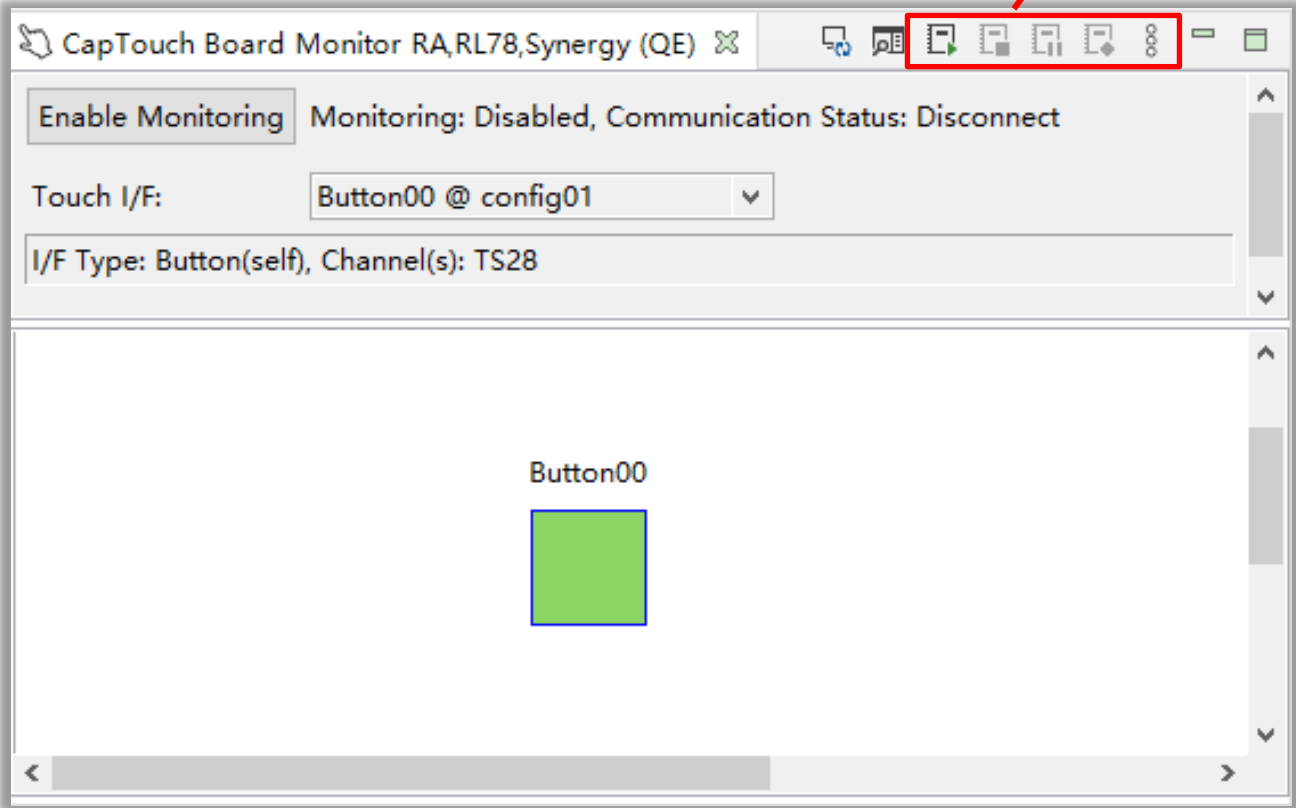 CapTouch Board Monitor RA,RL78,Synergy (QE)
Enable Monitoring Monitoring: Disabled, Communication Status: Disconnect
Touch I/F: Button00 @ config01
I/F Type: Button(self), Channel(s): TS28
Button00